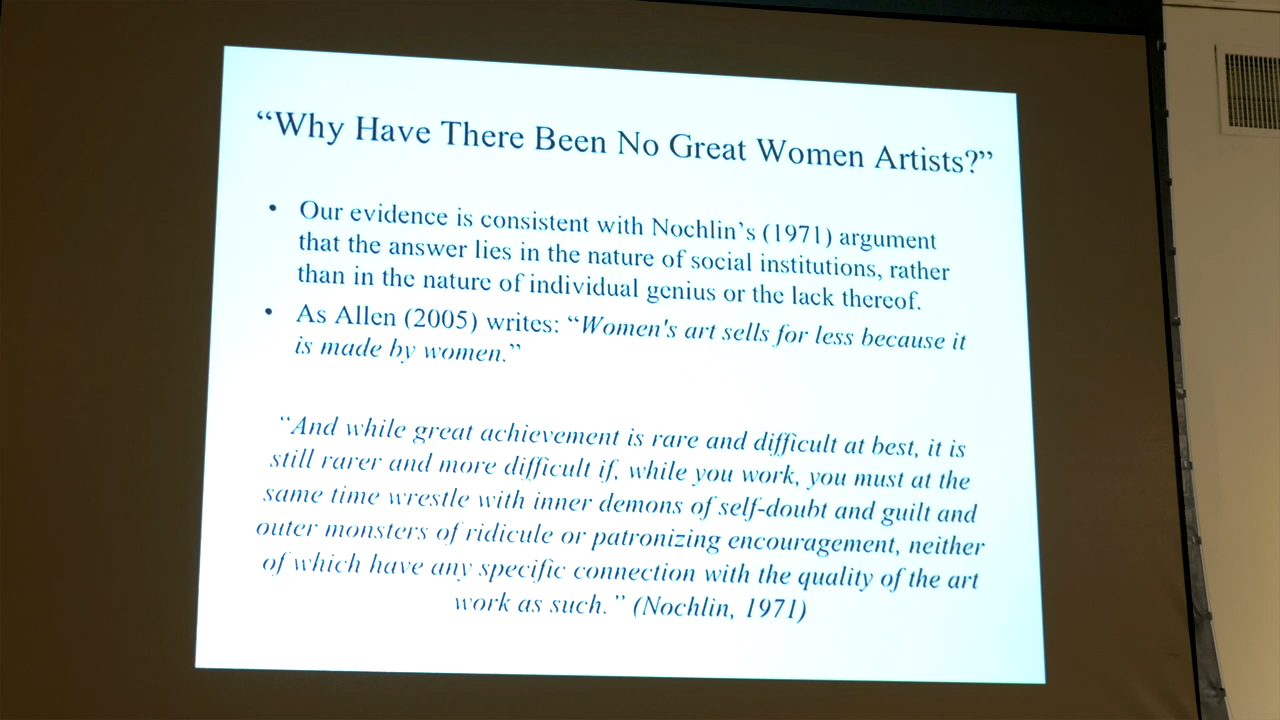 “Why Have There Been No Great Women Artists?”
• Our evidence is consistent with Nochlin’s (1971) argument
that the answer lies in the nature of social institutions, rather
than in the nature of individual genius or the lack thereof.
• As Allen (2005) writes: “Women's art sells for less because it
is made by women.”
“And while great achievement is rare and difficult at best, it is
still rarer and more difficult if, while you work, you must at the
same time wrestle with inner demons of self-doubt and guilt and
outer monsters of ridicule or patronizing encouragement, neither
of which have any specific connection with the quality of the art
work as such.” (Nochlin, 1971)